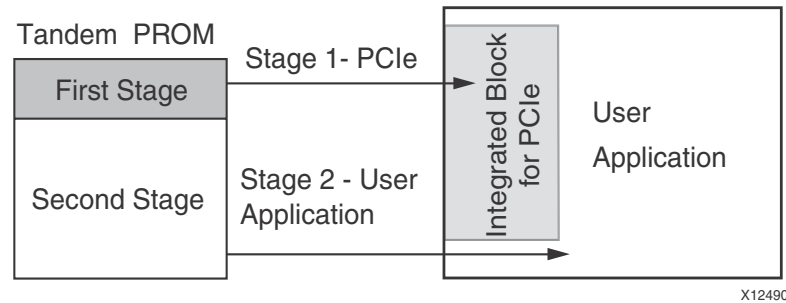 Tandem PROM
First Stage
Second Stage
Stage 1- PCIe
Stage 2 - User
Application
Integrated Block
for PCIe
User
Application
X12490